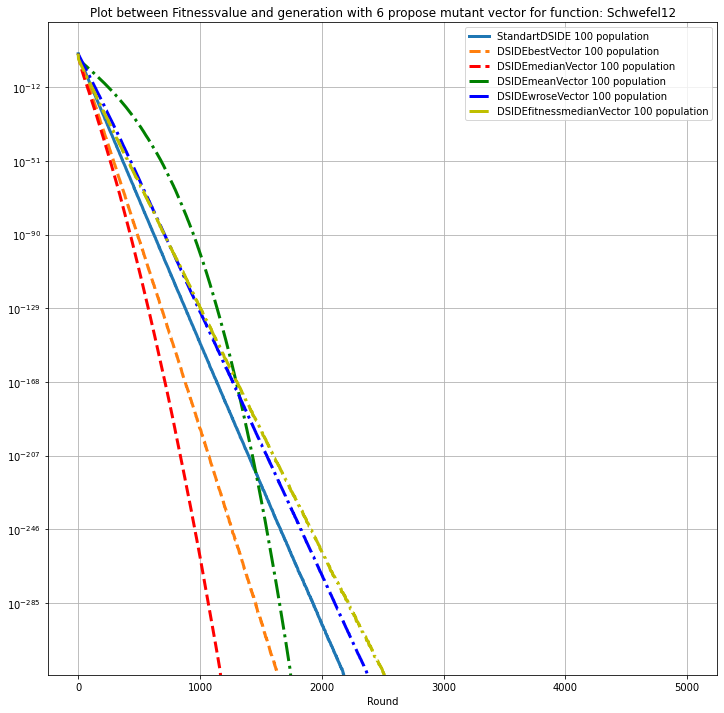 Plot between Fitnessvalue and generation with 6 propose mutant vector for function: Schwefel12
StandartDSIDE 100 population
DSIDEbestVector 100 population
DSIDEmedianVector 100 population
DSIDEmeanVector 100 population
DSIDEwroseVector 100 population
DSIDEfitnessmedianVector 100 population
10⁻¹²
10⁻⁵¹
10⁻⁹⁰
10⁻¹²⁹
10⁻¹⁶⁸
10⁻²⁰⁷
10⁻²⁴⁶
10⁻²⁸⁵
0 1000 2000 3000 4000 5000
Round